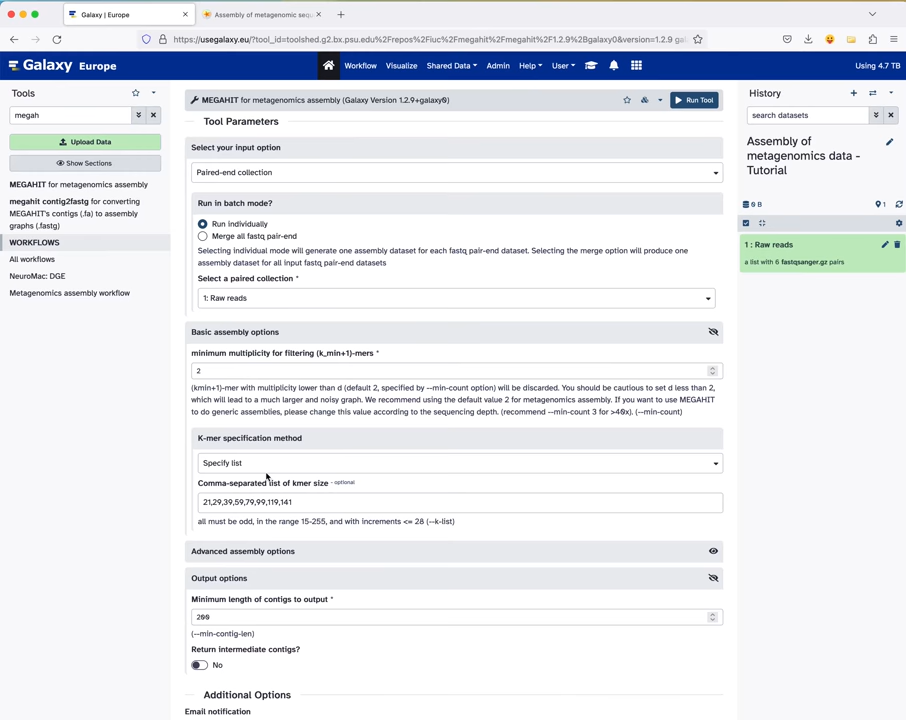 Galaxy | Europe
Assembly of metagenomic sequ
https://usegalaxy.eu/?tool_id=toolshed.g2.bx.psu.edu%2Frepos%2Fiuc%2Fmegahit%2Fmegahit%2F1.2.9%2Bgalaxy0&version=1.2.9 gal
Galaxy Europe
Workflow Visualize Shared Data Admin Help User
Using 4.7 TB
Tools
megah
Upload Data
Show Sections
MEGAHIT for metagenomics assembly
megahit contig2fastg for converting
MEGAHIT's contigs (.fa) to assembly
graphs (.fastg)
WORKFLOWS
All workflows
NeuroMac: DGE
Metagenomics assembly workflow
MEGAHIT for metagenomics assembly (Galaxy Version 1.2.9+galaxy0)
Run Tool
Tool Parameters
Select your input option
Paired-end collection
Run in batch mode?
Run individually
Merge all fastq pair-end
Selecting individual mode will generate one assembly dataset for each fastq pair-end dataset. Selecting the merge option will produce one
assembly dataset for all input fastq pair-end datasets
Select a paired collection *
1: Raw reads
Basic assembly options
minimum multiplicity for filtering (k_min+1)-mers *
2
(kmin+1)-mer with multiplicity lower than d (default 2, specified by --min-count option) will be discarded. You should be cautious to set d less than 2,
which will lead to a much larger and noisy graph. We recommend using the default value 2 for metagenomics assembly. If you want to use MEGAHIT
to do generic assemblies, please change this value according to the sequencing depth. (recommend --min-count 3 for >40x). (--min-count)
K-mer specification method
Specify list
Comma-separated list of kmer size - optional
21,29,39,59,79,99,119,141
all must be odd, in the range 15-255, and with increments <= 28 (--k-list)
Advanced assembly options
Output options
Minimum length of contigs to output *
200
(--min-contig-len)
Return intermediate contigs?
No
Additional Options
Email notification
History
search datasets
Assembly of
metagenomics data -
Tutorial
0 B
1
1 : Raw reads
a list with 6 fastqsanger.gz pairs